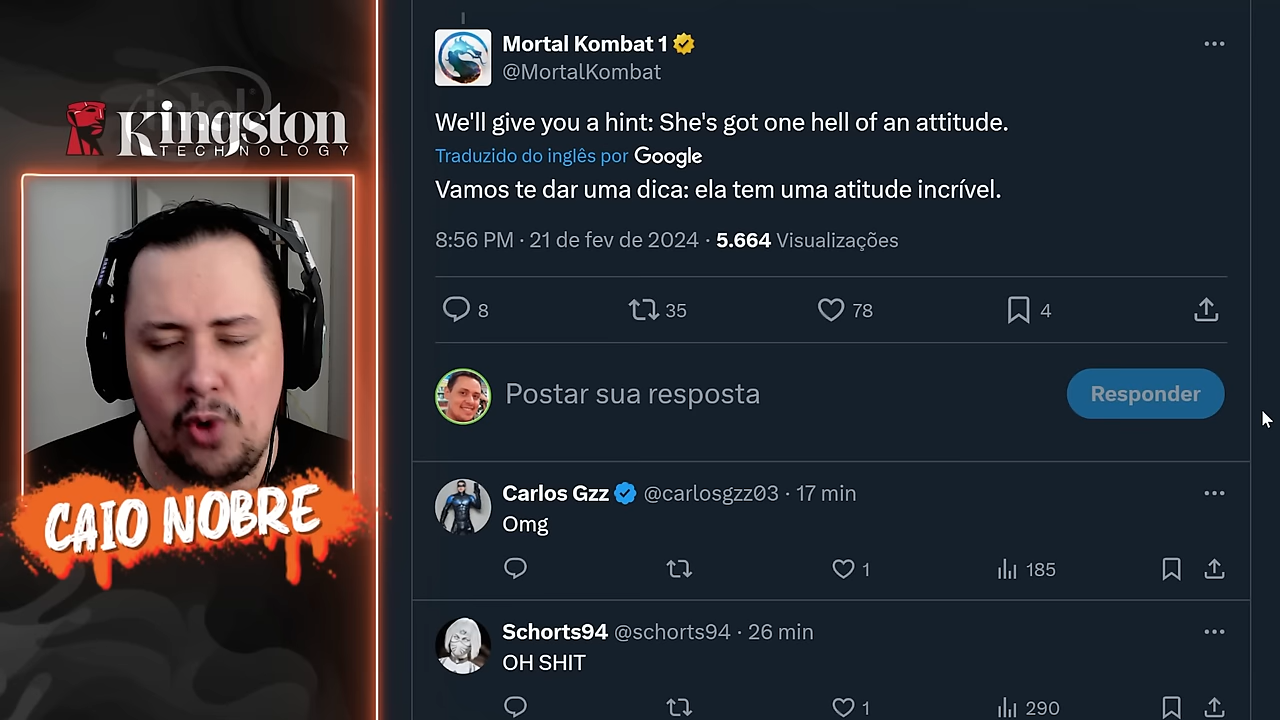 intel
Kingston
TECHNOLOGY
CAIO NOBRE
Mortal Kombat 1
@MortalKombat
We'll give you a hint: She's got one hell of an attitude.
Traduzido do inglês por Google
Vamos te dar uma dica: ela tem uma atitude incrível.
8:56 PM · 21 de fev de 2024 · 5.664 Visualizações
8 35 78 4
Postar sua resposta
Responder
Carlos Gzz @carlosgzz03 · 17 min
Omg
1 185
Schorts94 @schorts94 · 26 min
OH SHIT
1 290